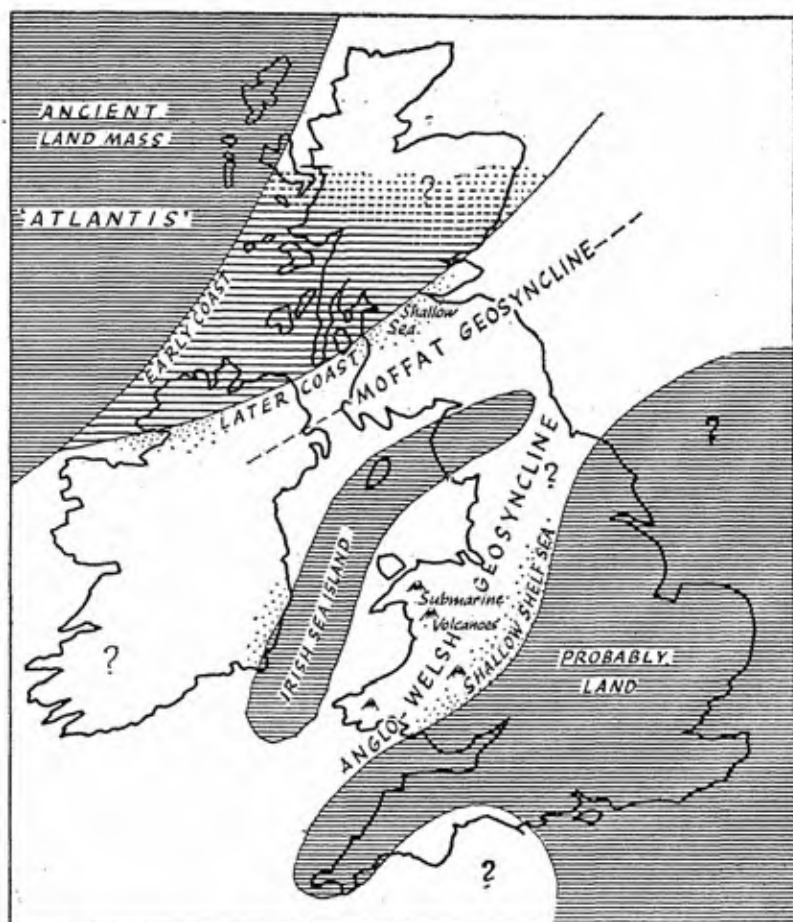 ANCIENT
LAND MASS
'ATLANTIS'
?
EARLY COAST
Shallow
Sea.
LATER COAST
MOFFAT GEOSYNCLINE
?
?
IRISH SEA ISLAND
Submarine
Volcanoes
ANGLO-WELSH GEOSYNCLINE
SHALLOW SHELF SEA.
PROBABLY
LAND
?
?